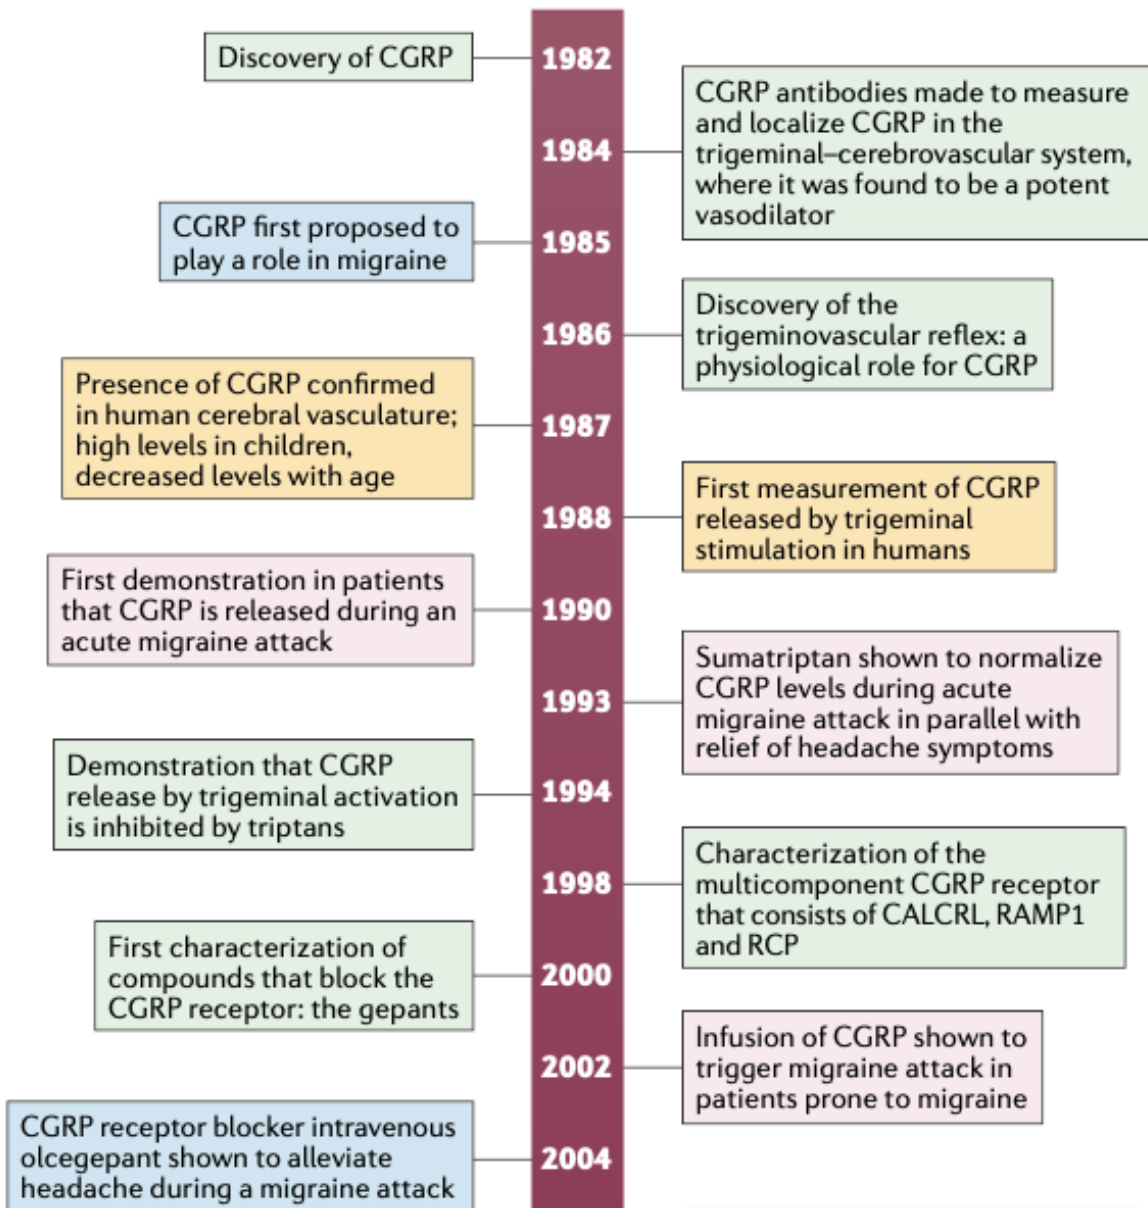 Discovery of CGRP
1982
CGRP antibodies made to measure
and localize CGRP in the
trigeminal–cerebrovascular system,
where it was found to be a potent
vasodilator
1984
CGRP first proposed to
play a role in migraine
1985
Discovery of the
trigeminovascular reflex: a
physiological role for CGRP
1986
Presence of CGRP confirmed
in human cerebral vasculature;
high levels in children,
decreased levels with age
1987
First measurement of CGRP
released by trigeminal
stimulation in humans
1988
First demonstration in patients
that CGRP is released during an
acute migraine attack
1990
Sumatriptan shown to normalize
CGRP levels during acute
migraine attack in parallel with
relief of headache symptoms
1993
Demonstration that CGRP
release by trigeminal activation
is inhibited by triptans
1994
Characterization of the
multicomponent CGRP receptor
that consists of CALCRL, RAMP1
and RCP
1998
First characterization of
compounds that block the
CGRP receptor: the gepants
2000
Infusion of CGRP shown to
trigger migraine attack in
patients prone to migraine
2002
CGRP receptor blocker intravenous
olcegepant shown to alleviate
headache during a migraine attack
2004